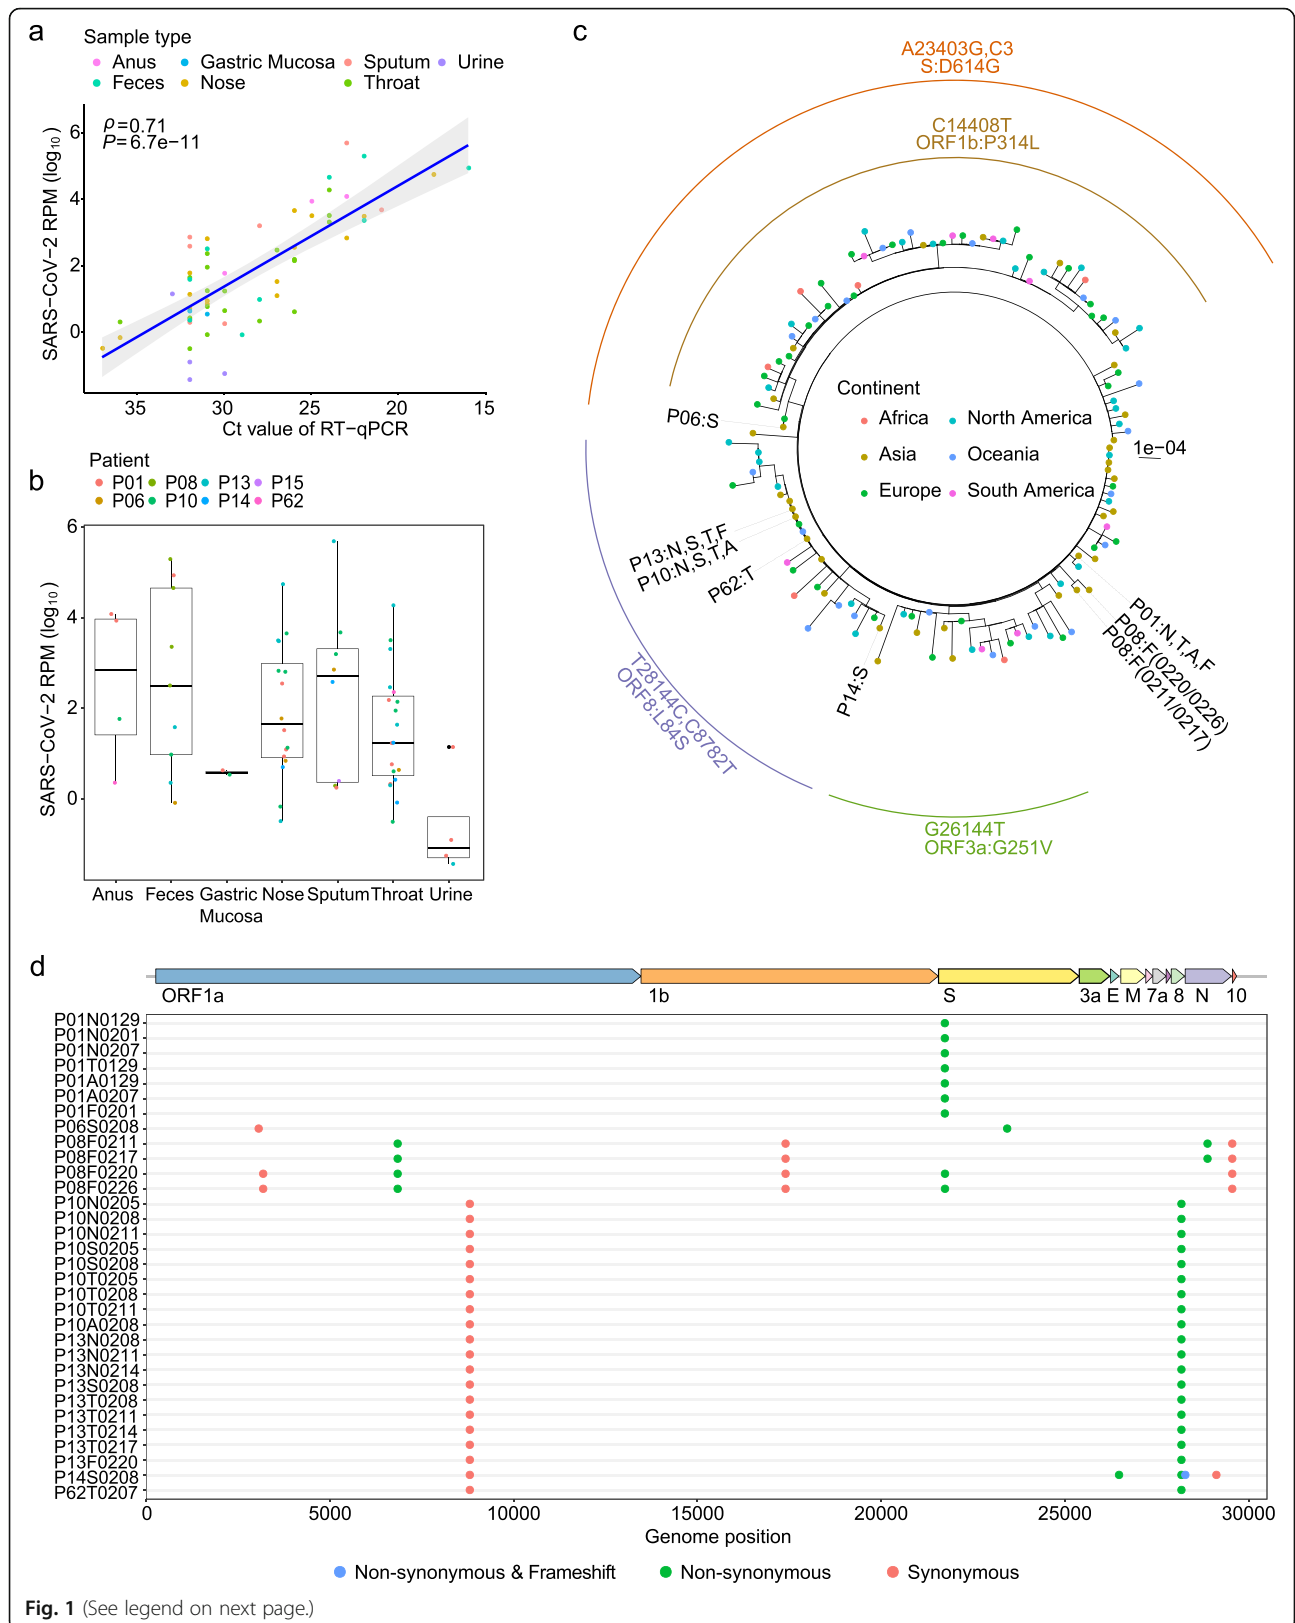 a
Sample type
Anus
Gastric Mucosa
Sputum
Urine
Feces
Nose
Throat
ρ=0.71
P=6.7e−11
SARS−CoV−2 RPM (log10)
6
4
2
0
35
30
25
20
15
Ct value of RT−qPCR
b
Patient
P01
P08
P13
P15
P06
P10
P14
P62
SARS−CoV−2 RPM (log10)
6
4
2
0
Anus
Feces
Gastric
Mucosa
Nose
Sputum
Throat
Urine
c
A23403G,C3
S:D614G
C14408T
ORF1b:P314L
P06:S
Continent
Africa
North America
Asia
Oceania
Europe
South America
1e−04
P13:N,S,T,F
P10:N,S,T,A
P62:T
P14:S
P01:N,T,A,F
P08:F(0220/0226)
P08:F(0211/0217)
T28144C,C8782T
ORF8:L84S
G26144T
ORF3a:G251V
d
ORF1a
1b
S
3a
E
M
7a
8
N
10
P01N0129
P01N0201
P01N0207
P01T0129
P01A0129
P01A0207
P01F0201
P06S0208
P08F0211
P08F0217
P08F0220
P08F0226
P10N0205
P10N0208
P10N0211
P10S0205
P10S0208
P10T0205
P10T0208
P10T0211
P10A0208
P13N0208
P13N0211
P13N0214
P13S0208
P13T0208
P13T0211
P13T0214
P13T0217
P13F0220
P14S0208
P62T0207
0
5000
10000
15000
20000
25000
30000
Genome position
Non−synonymous & Frameshift
Non−synonymous
Synonymous
Fig. 1 (See legend on next page.)